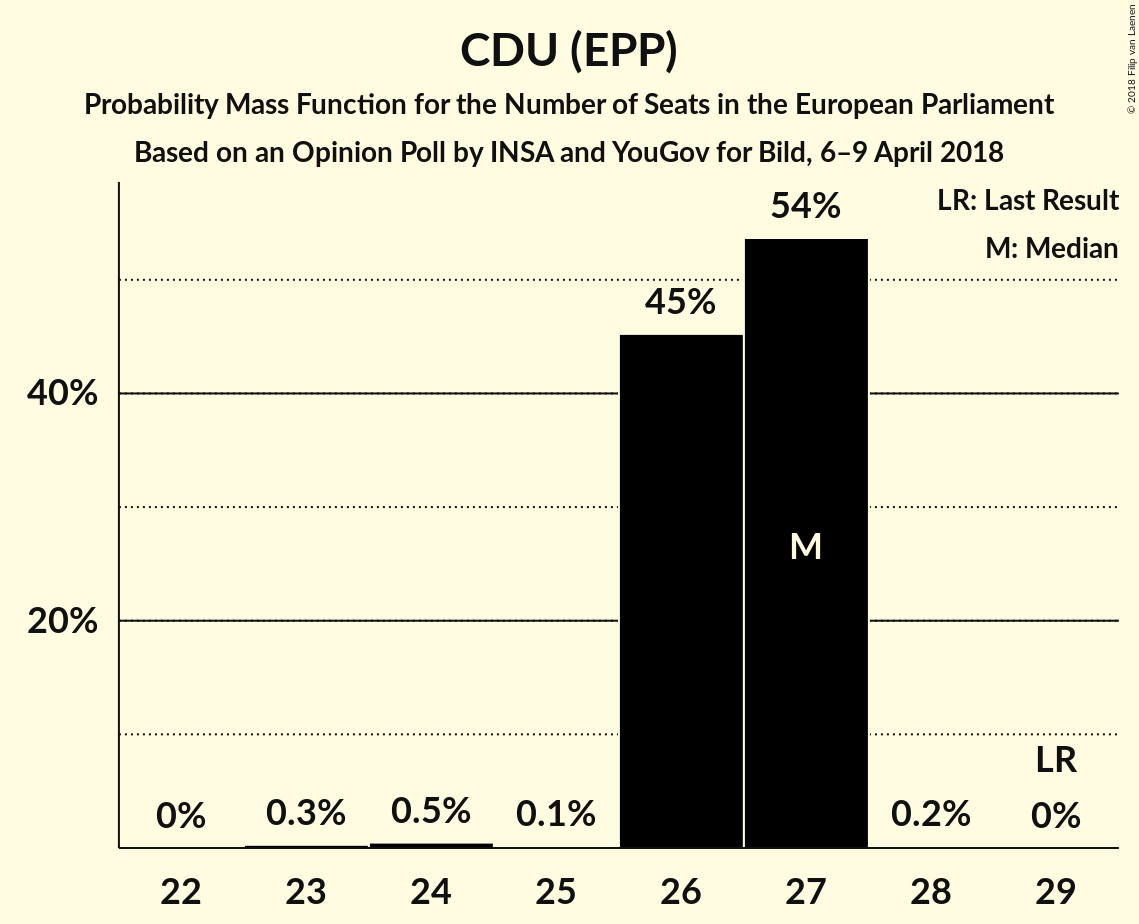 CDU (EPP)
Probability Mass Function for the Number of Seats in the European Parliament
Based on an Opinion Poll by INSA and YouGov for Bild, 6–9 April 2018
© 2018 Filip van Laenen
LR: Last Result
M: Median
54%
45%
40%
M
20%
LR
0%
0.3%
0.5%
0.1%
0.2%
0%
22 23 24 25 26 27 28 29